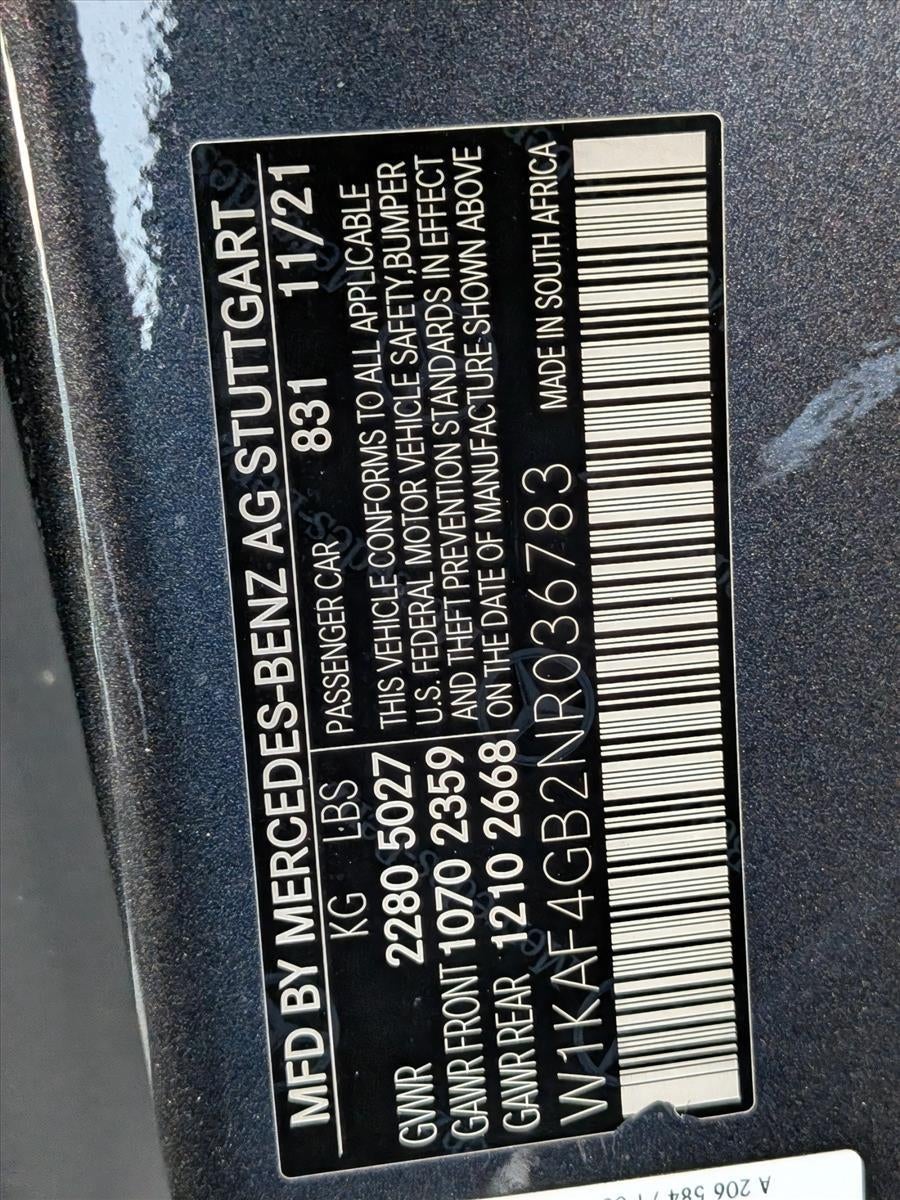 MFD BY MERCEDES-BENZ AG STUTTGART
KG LBS PASSENGER CAR 831 11/21
GVWR 2280 5027
GAWR FRONT 1070 2359
GAWR REAR 1210 2668
THIS VEHICLE CONFORMS TO ALL APPLICABLE
U.S. FEDERAL MOTOR VEHICLE SAFETY,BUMPER
AND THEFT PREVENTION STANDARDS IN EFFECT
ON THE DATE OF MANUFACTURE SHOWN ABOVE
W1KAF4GB2NR036783 MADE IN SOUTH AFRICA
A 206 584